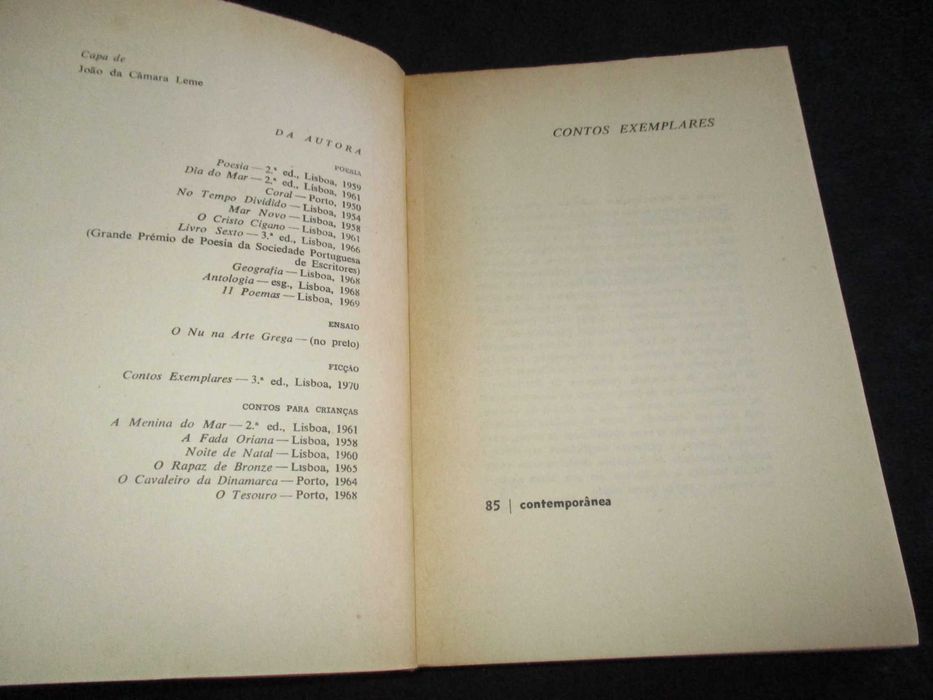 Capa de
João da Câmara Leme
DA AUTORA
POESIA
Poesia — 2.ª ed., Lisboa, 1959
Dia do Mar — 2.ª ed., Lisboa, 1961
Coral — Porto, 1950
No Tempo Dividido — Lisboa, 1954
Mar Novo — Lisboa, 1958
O Cristo Cigano — Lisboa, 1961
Livro Sexto — 3.ª ed., Lisboa, 1966
(Grande Prémio de Poesia da Sociedade Portuguesa
de Escritores)
Geografia — Lisboa, 1968
Antologia — esg., Lisboa, 1968
11 Poemas — Lisboa, 1969
ENSAIO
O Nu na Arte Grega — (no prelo)
FICÇÃO
Contos Exemplares — 3.ª ed., Lisboa, 1970
CONTOS PARA CRIANÇAS
A Menina do Mar — 2.ª ed., Lisboa, 1961
A Fada Oriana — Lisboa, 1958
Noite de Natal — Lisboa, 1960
O Rapaz de Bronze — Lisboa, 1965
O Cavaleiro da Dinamarca — Porto, 1964
O Tesouro — Porto, 1968
CONTOS EXEMPLARES
85 | contemporânea